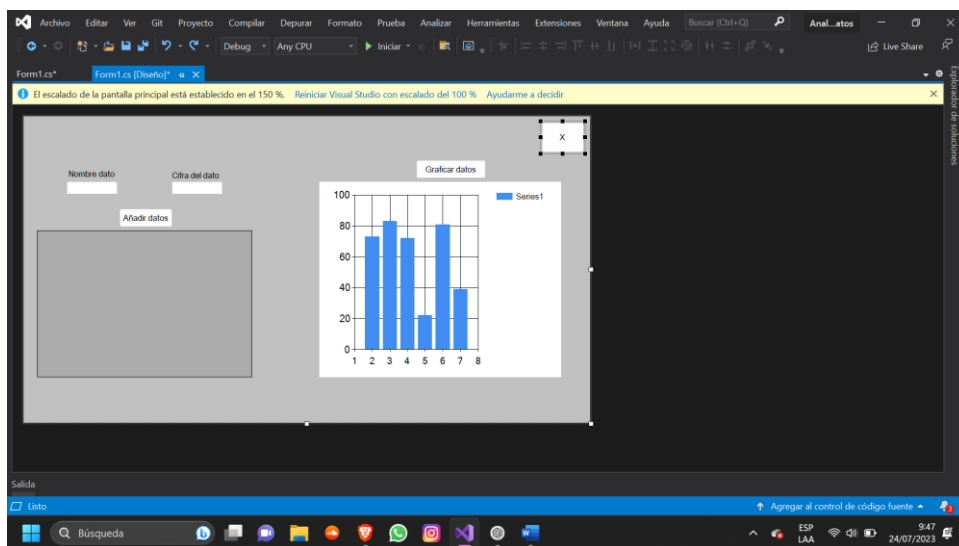 Archivo Editar Ver Git Proyecto Compilar Depurar Formato Prueba Analizar Herramientas Extensiones Ventana Ayuda Buscar (Ctrl+Q) Anal...atos
Debug Any CPU Iniciar Live Share
Form1.cs* Form1.cs [Diseño]*
El escalado de la pantalla principal está establecido en el 150 %. Reiniciar Visual Studio con escalado del 100 % Ayudarme a decidir
Explorador de soluciones
X
Graficar datos
Nombre dato Cifra del dato
Añadir datos
Series1
100
80
60
40
20
0
1 2 3 4 5 6 7 8
Salida
Listo Agregar al control de código fuente
Búsqueda
ESP
LAA
9:47
24/07/2023